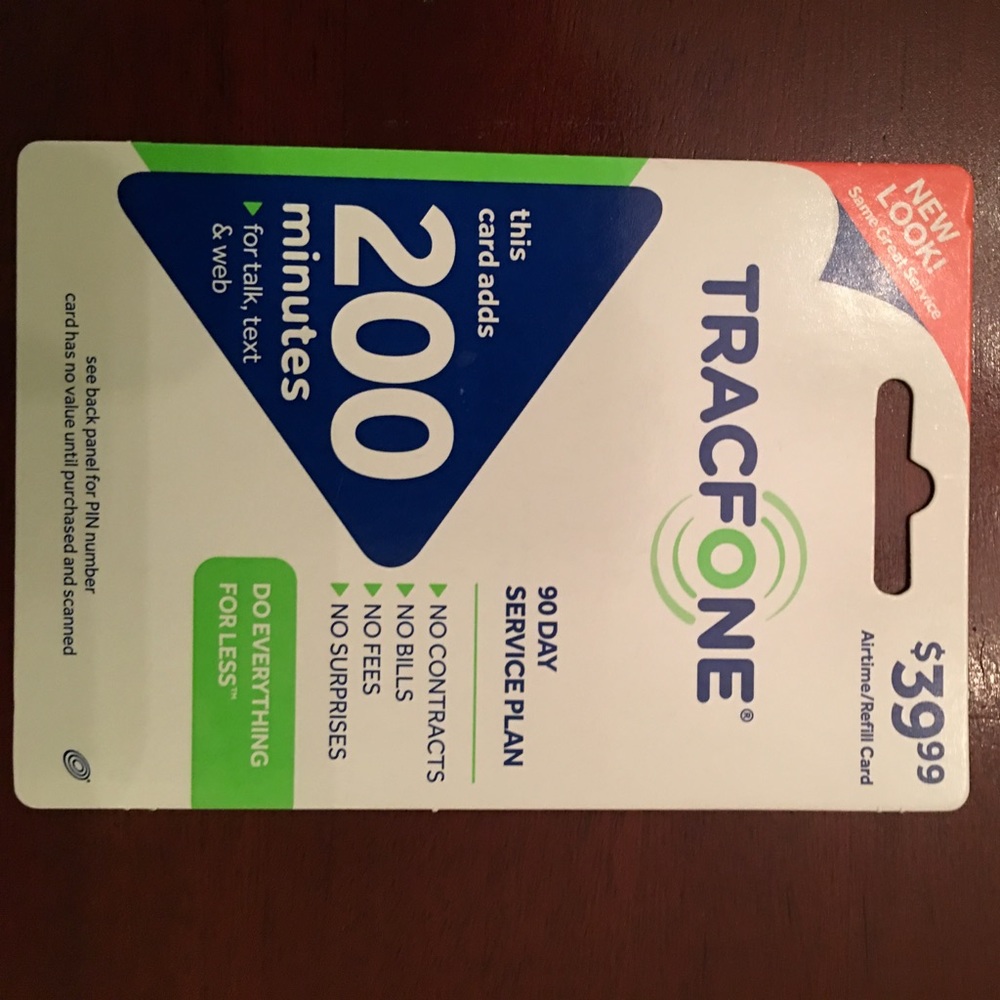 NEW
LOOK!
Same Great Service
$39.99
Airtime/Refill Card
TRACFONE®
this
card adds
200
minutes
for talk, text
& web
90 DAY
SERVICE PLAN
NO CONTRACTS
NO BILLS
NO FEES
NO SURPRISES
DO EVERYTHING
FOR LESS™
see back panel for PIN number
card has no value until purchased and scanned